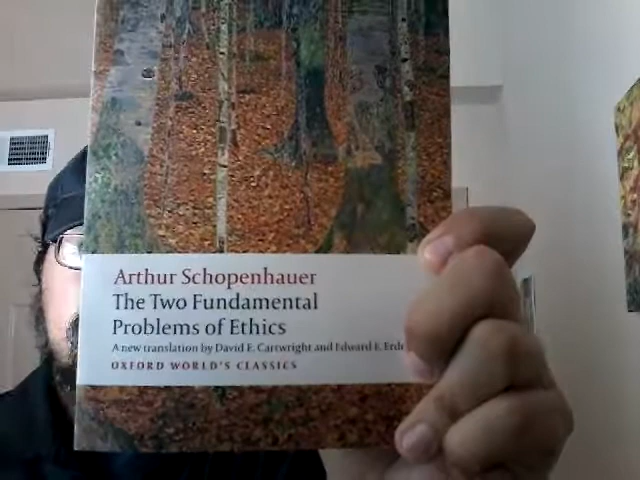 Arthur Schopenhauer
The Two Fundamental
Problems of Ethics
A new translation by David E. Cartwright and Edward E.
OXFORD WORLD'S CLASSICS